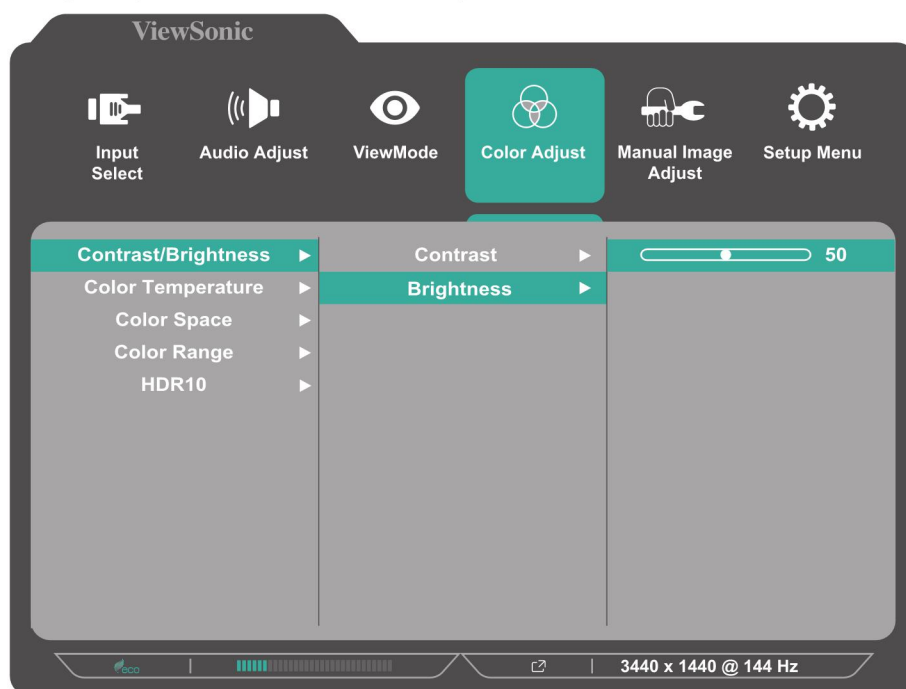 ViewSonic
Input Select
Audio Adjust
ViewMode
Color Adjust
Manual Image Adjust
Setup Menu
Contrast/Brightness
Contrast
50
Color Temperature
Brightness
Color Space
Color Range
HDR10
eco
3440 x 1440 @ 144 Hz